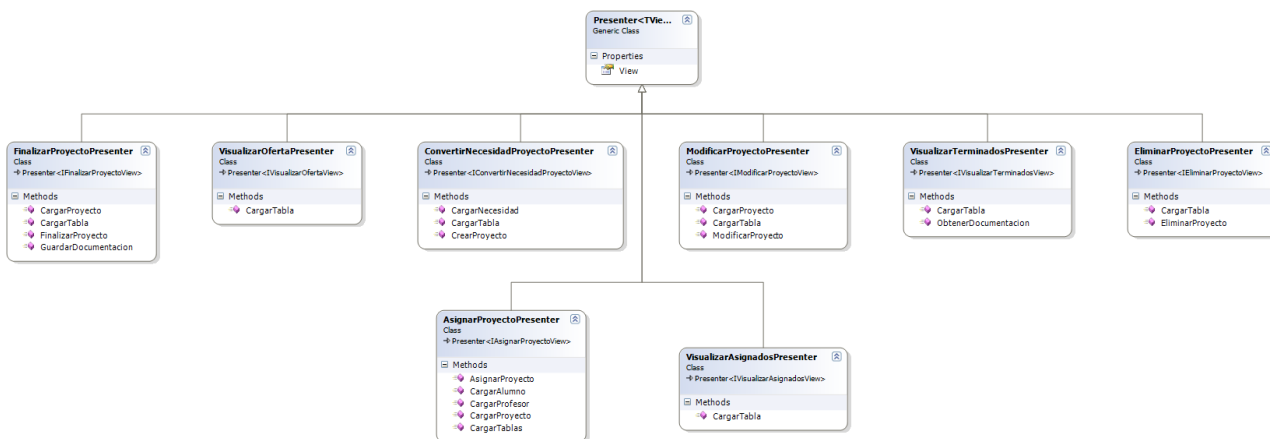 Presenter<TVie...
Generic Class
Properties
View
FinalizarProyectoPresenter
Class
Presenter<IFinalizarProyectoView>
Methods
CargarProyecto
CargarTabla
FinalizarProyecto
GuardarDocumentacion
VisualizarOfertaPresenter
Class
Presenter<IVisualizarOfertaView>
Methods
CargarTabla
ConvertirNecesidadProyectoPresenter
Class
Presenter<IConvertirNecesidadProyectoView>
Methods
CargarNecesidad
CargarTabla
CrearProyecto
ModificarProyectoPresenter
Class
Presenter<IModificarProyectoView>
Methods
CargarProyecto
CargarTabla
ModificarProyecto
VisualizarTerminadosPresenter
Class
Presenter<IVisualizarTerminadosView>
Methods
CargarTabla
ObtenerDocumentacion
EliminarProyectoPresenter
Class
Presenter<IEliminarProyectoView>
Methods
CargarTabla
EliminarProyecto
AsignarProyectoPresenter
Class
Presenter<IAsignarProyectoView>
Methods
AsignarProyecto
CargarAlumno
CargarProfesor
CargarProyecto
CargarTablas
VisualizarAsignadosPresenter
Class
Presenter<IVisualizarAsignadosView>
Methods
CargarTabla